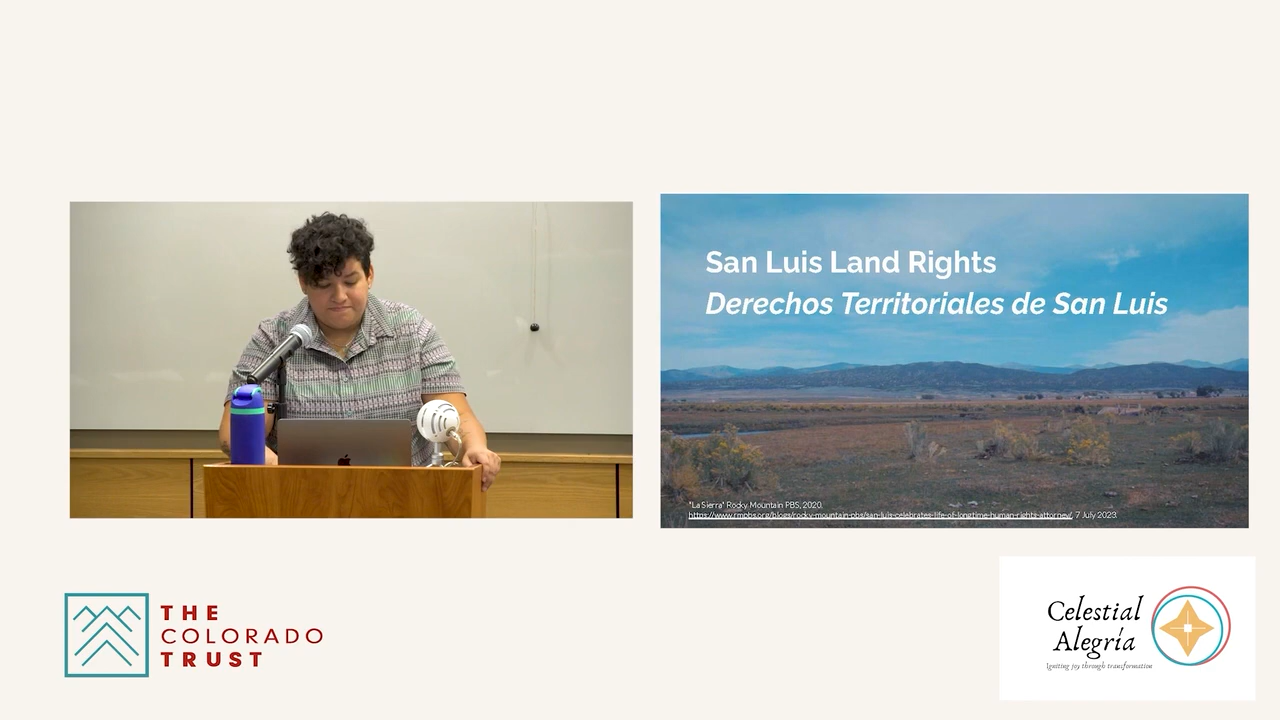 San Luis Land Rights
Derechos Territoriales de San Luis
"La Sierra" Rocky Mountain PBS, 2020.
https://www.rmpbs.org/blogs/rocky-mountain-pbs/san-luis-celebrates-life-of-longtime-human-rights-attorney/, 7 July 2023.
THE
COLORADO
TRUST
Celestial
Alegría
Igniting joy through transformation